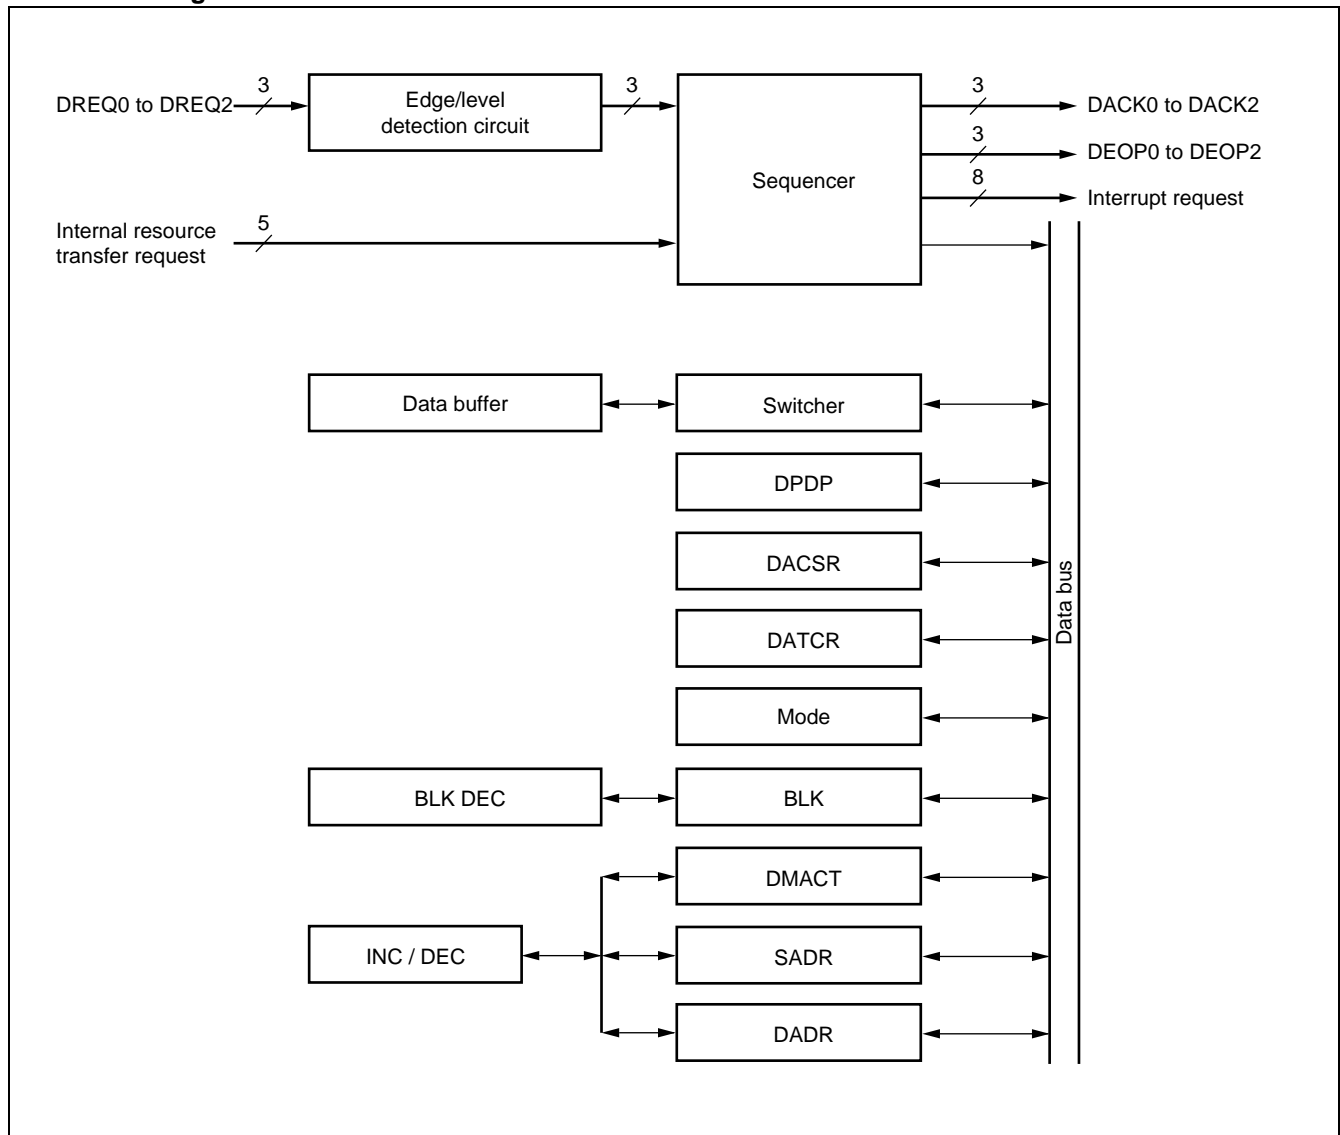 3
3
3
DREQ0 to DREQ2
Edge/level
detection circuit
DACK0 to DACK2
3
DEOP0 to DEOP2
Sequencer
8
Interrupt request
Internal resource
transfer request
5
Data buffer
Switcher
DPDP
DACSR
DATCR
Data bus
Mode
BLK DEC
BLK
DMACT
INC / DEC
SADR
DADR